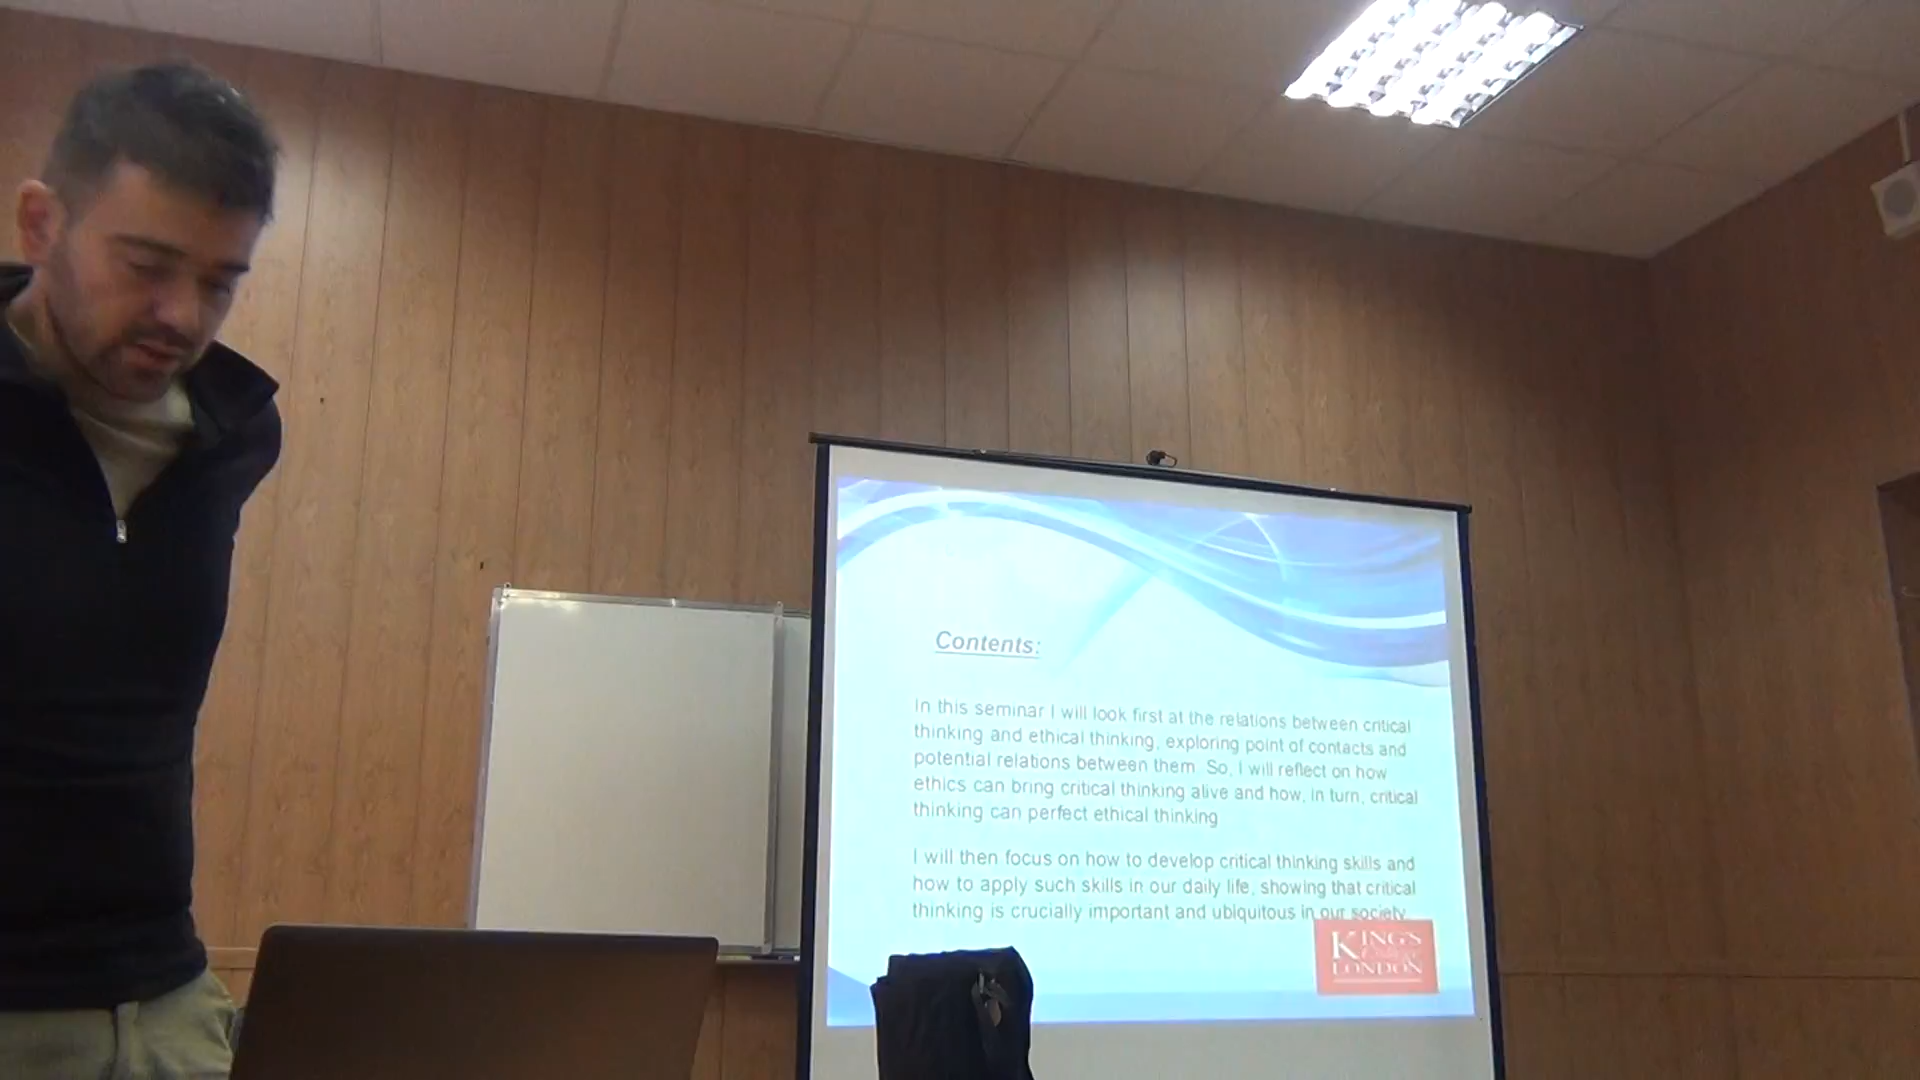 Contents:
In this seminar I will look first at the relations between critical
thinking and ethical thinking, exploring point of contacts and
potential relations between them. So, I will reflect on how
ethics can bring critical thinking alive and how, in turn, critical
thinking can perfect ethical thinking
I will then focus on how to develop critical thinking skills and
how to apply such skills in our daily life, showing that critical
thinking is crucially important and ubiquitous in our society.
KING'S
College
LONDON